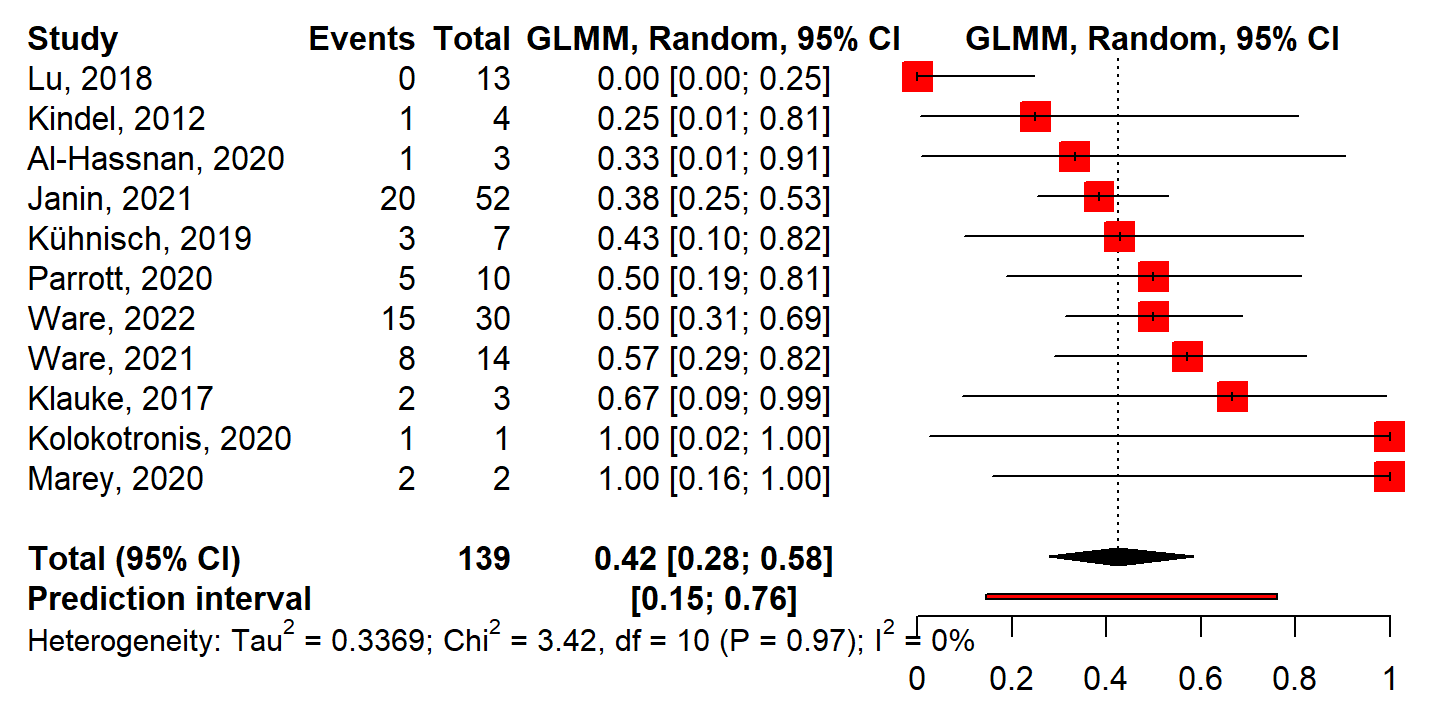 Study Events Total GLMM, Random, 95% CI GLMM, Random, 95% CI
Lu, 2018 0 13 0.00 [0.00; 0.25]
Kindel, 2012 1 4 0.25 [0.01; 0.81]
Al-Hassnan, 2020 1 3 0.33 [0.01; 0.91]
Janin, 2021 20 52 0.38 [0.25; 0.53]
Kühnisch, 2019 3 7 0.43 [0.10; 0.82]
Parrott, 2020 5 10 0.50 [0.19; 0.81]
Ware, 2022 15 30 0.50 [0.31; 0.69]
Ware, 2021 8 14 0.57 [0.29; 0.82]
Klauke, 2017 2 3 0.67 [0.09; 0.99]
Kolokotronis, 2020 1 1 1.00 [0.02; 1.00]
Marey, 2020 2 2 1.00 [0.16; 1.00]
Total (95% CI) 139 0.42 [0.28; 0.58]
Prediction interval [0.15; 0.76]
Heterogeneity: Tau² = 0.3369; Chi² = 3.42, df = 10 (P = 0.97); I² = 0%
0 0.2 0.4 0.6 0.8 1